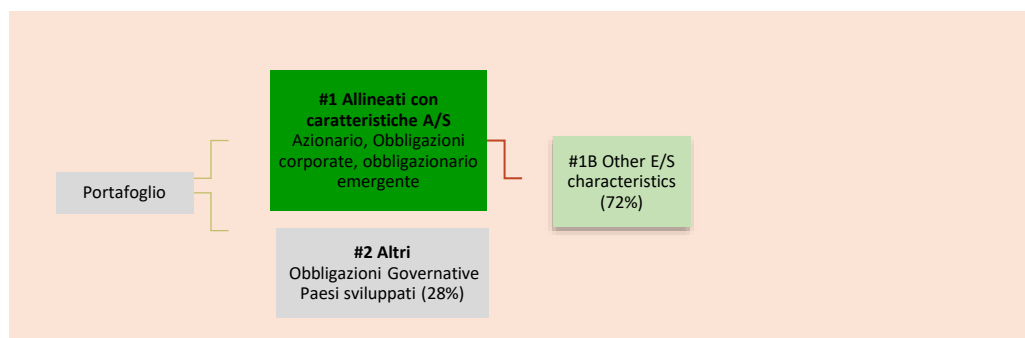 Portafoglio
#1 Allineati con
caratteristiche A/S
Azionario, Obbligazioni
corporate, obbligazionario
emergente
#1B Other E/S
characteristics
(72%)
#2 Altri
Obbligazioni Governative
Paesi sviluppati (28%)